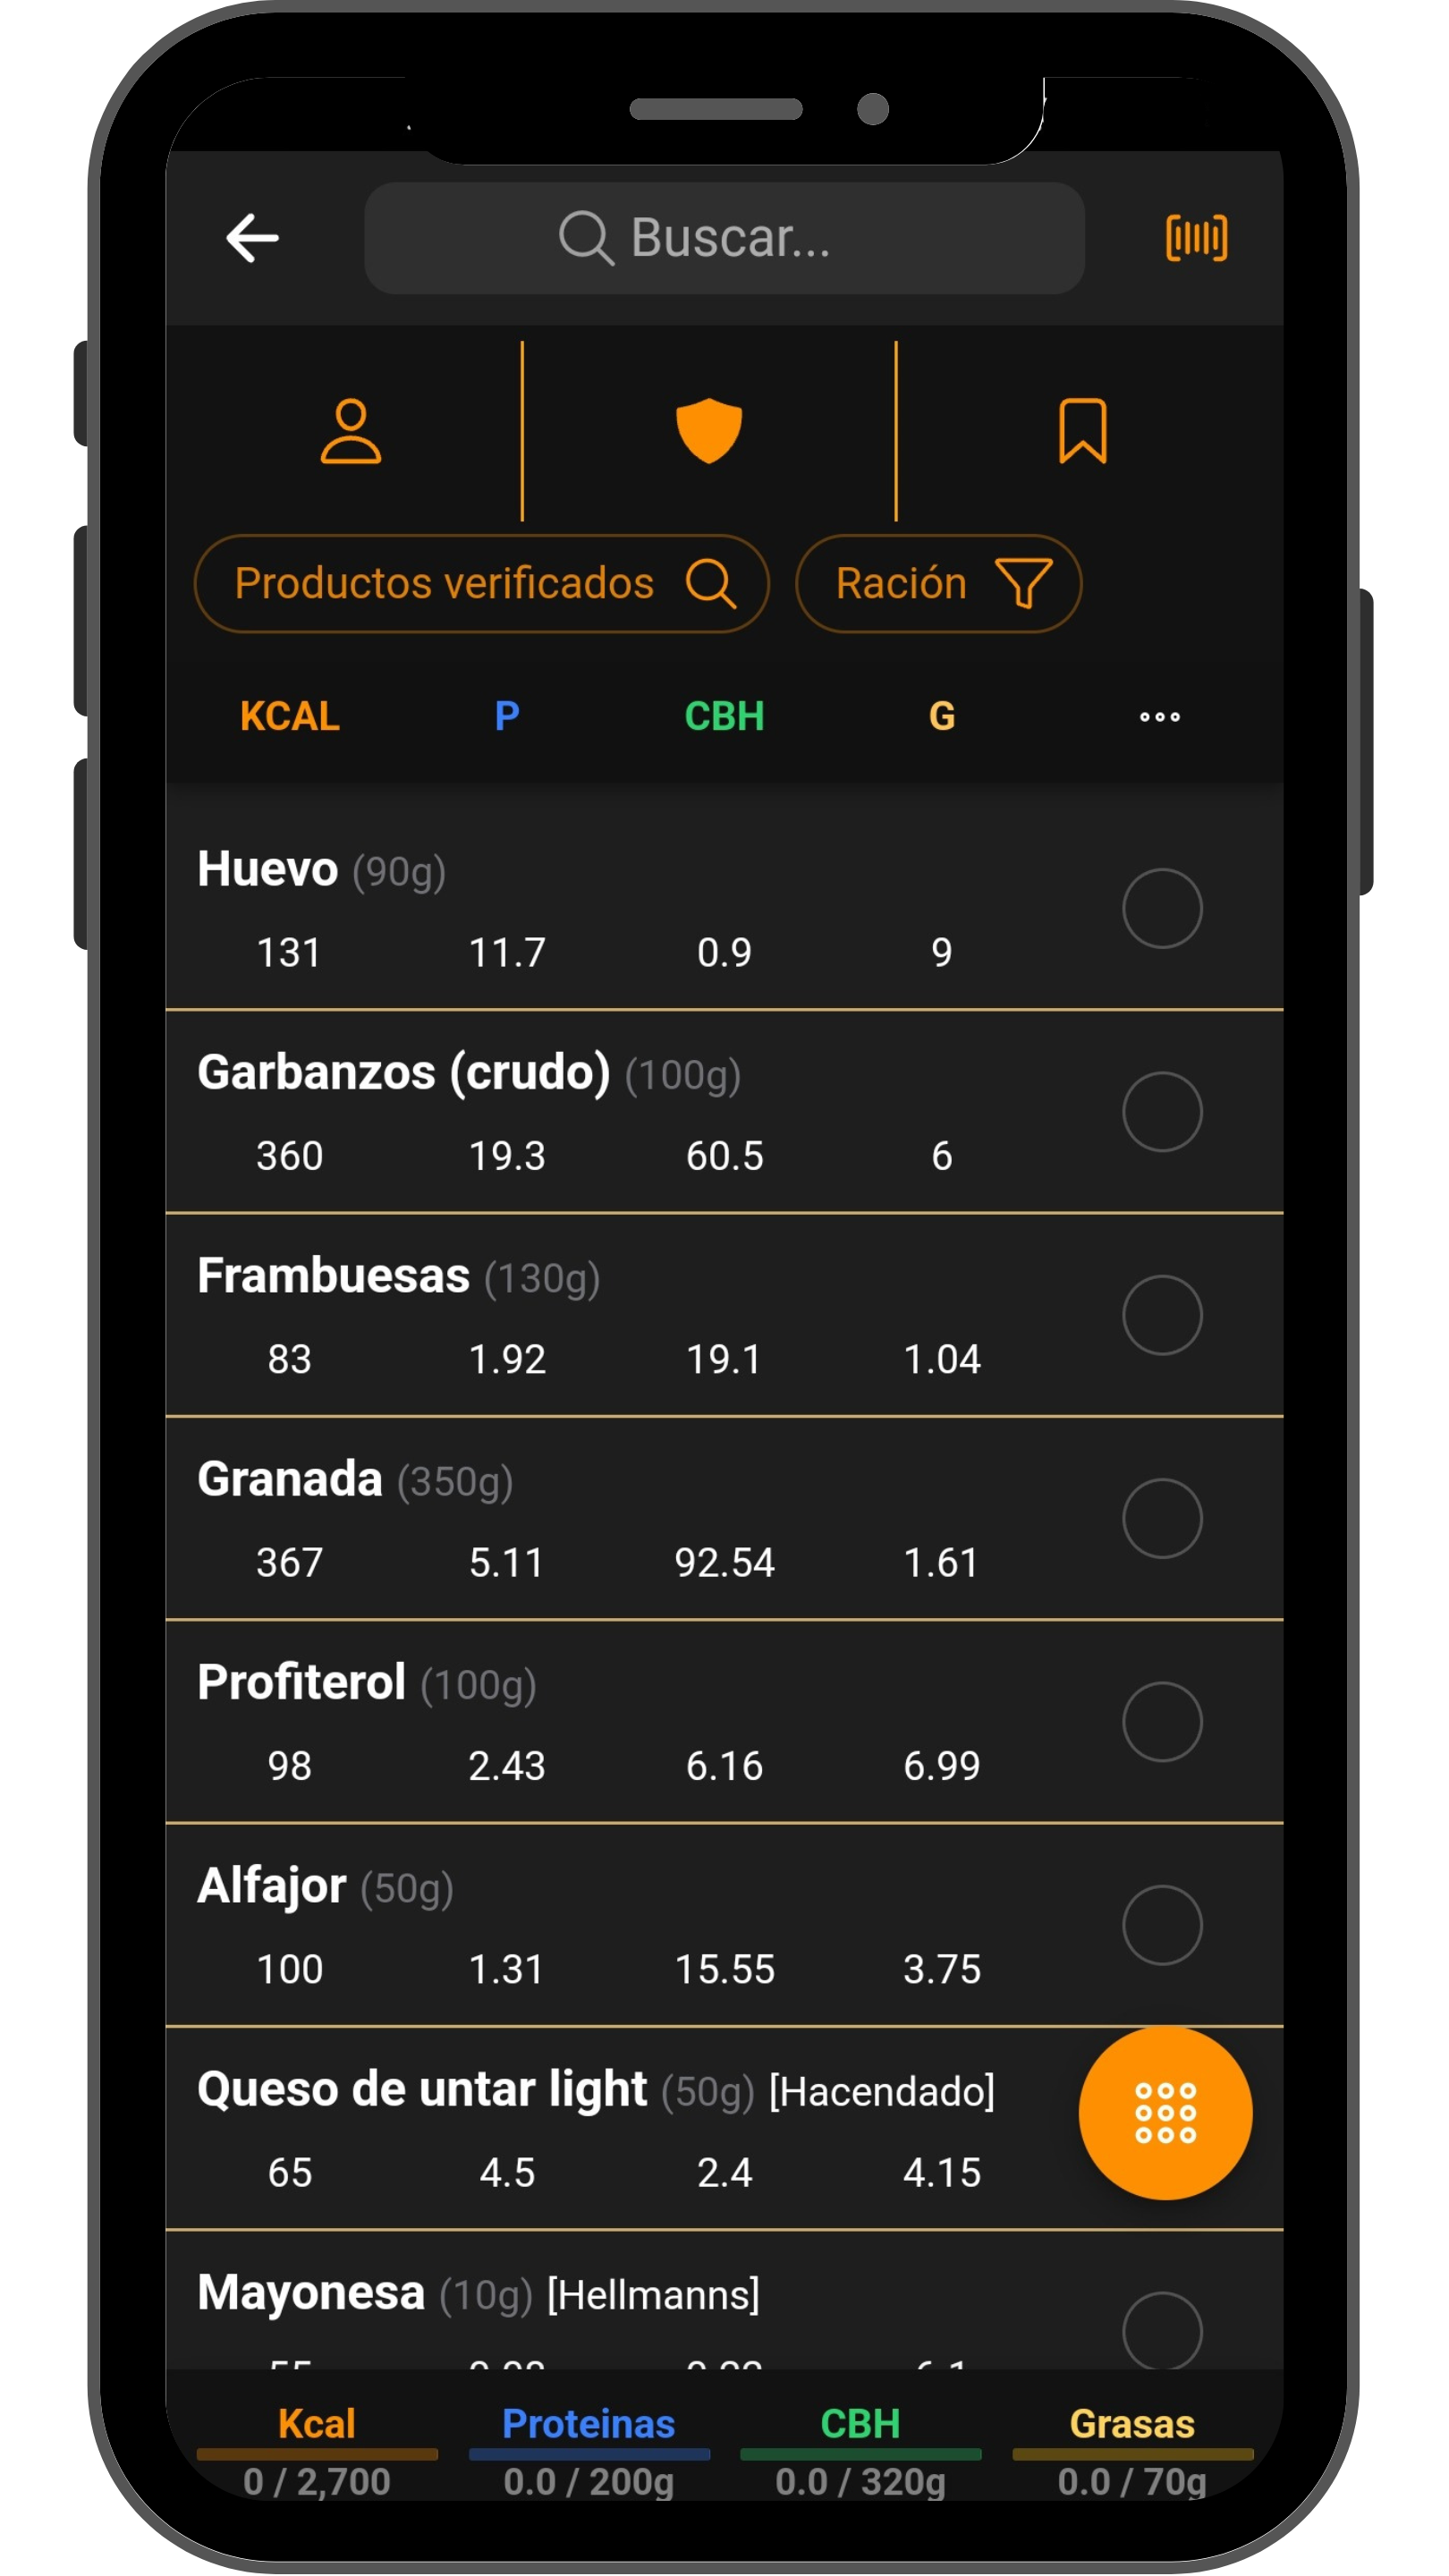 Buscar...
Productos verificados Ración
KCAL P CBH G
Huevo (90g)
131 11.7 0.9 9
Garbanzos (crudo) (100g)
360 19.3 60.5 6
Frambuesas (130g)
83 1.92 19.1 1.04
Granada (350g)
367 5.11 92.54 1.61
Profiterol (100g)
98 2.43 6.16 6.99
Alfajor (50g)
100 1.31 15.55 3.75
Queso de untar light (50g) [Hacendado]
65 4.5 2.4 4.15
Mayonesa (10g) [Hellmanns]
Kcal Proteinas CBH Grasas
0 / 2,700 0.0 / 200g 0.0 / 320g 0.0 / 70g